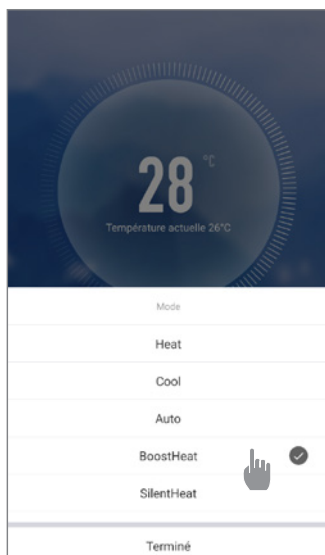 28 °C
Température actuelle 26°C
Mode
Heat
Cool
Auto
BoostHeat
SilentHeat
Terminé